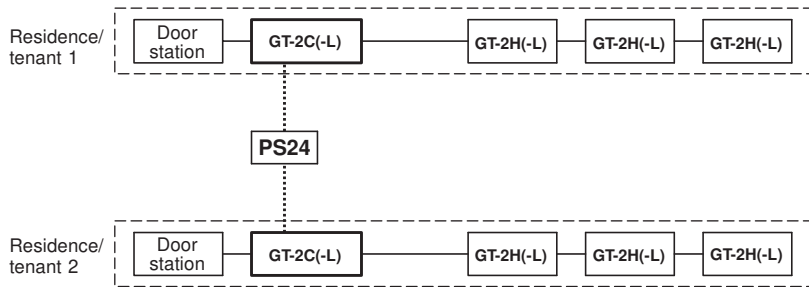 Residence/
tenant 1
Door
station
GT-2C(-L)
GT-2H(-L)
GT-2H(-L)
GT-2H(-L)
PS24
Residence/
tenant 2
Door
station
GT-2C(-L)
GT-2H(-L)
GT-2H(-L)
GT-2H(-L)